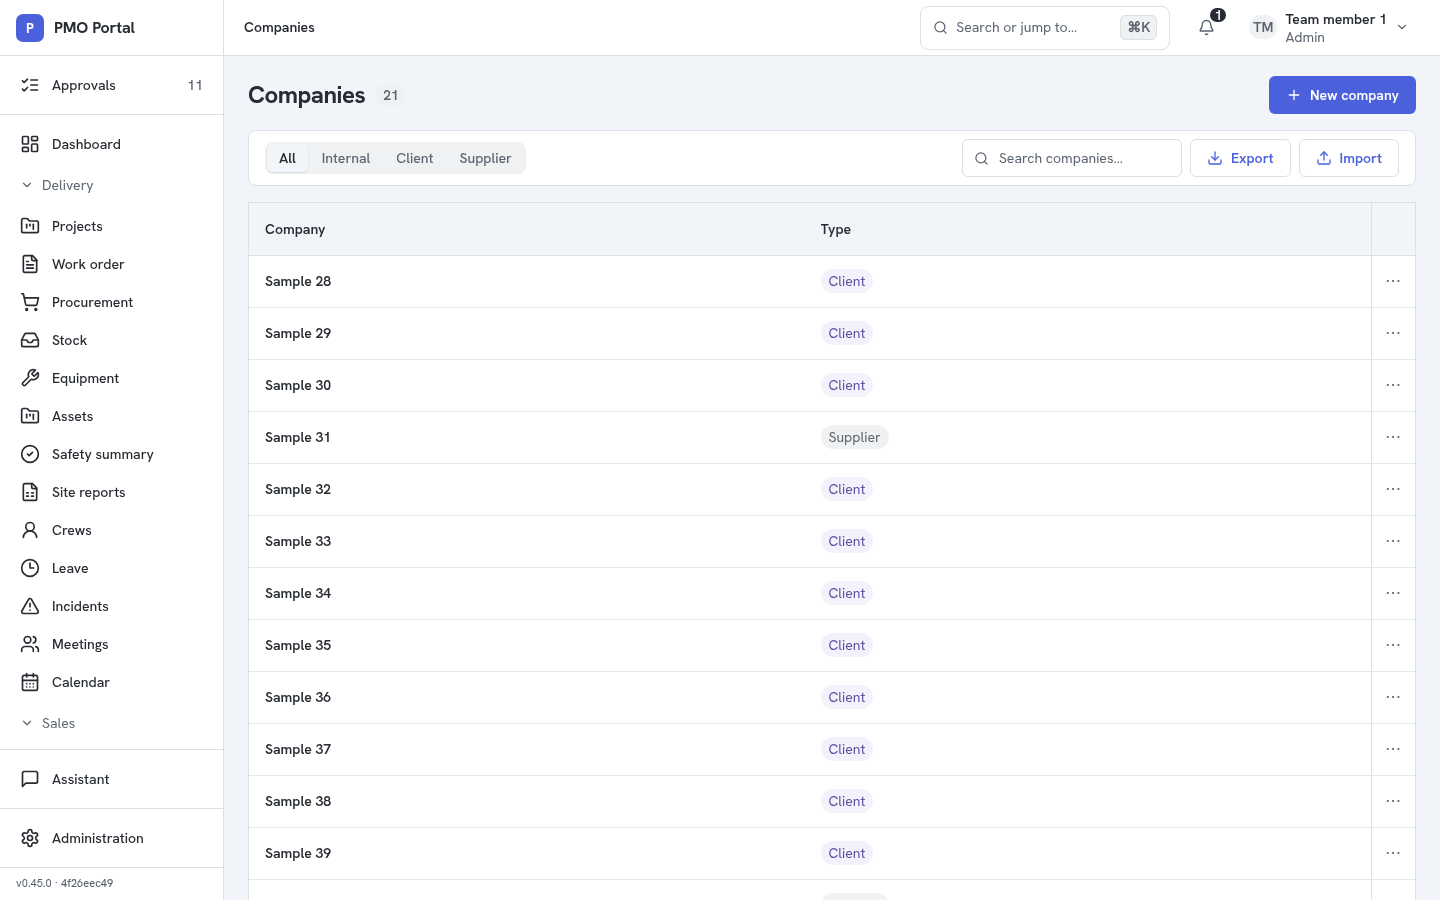 P PMO Portal
Companies
Search or jump to... ⌘K
1
TM
Team member 1
Admin
Approvals 11
Dashboard
Delivery
Projects
Work order
Procurement
Stock
Equipment
Assets
Safety summary
Site reports
Crews
Leave
Incidents
Meetings
Calendar
Sales
Assistant
Administration
v0.45.0 · 4f26eec49
Companies 21
New company
All Internal Client Supplier
Search companies...
Export
Import
Company Type
Sample 28 Client
Sample 29 Client
Sample 30 Client
Sample 31 Supplier
Sample 32 Client
Sample 33 Client
Sample 34 Client
Sample 35 Client
Sample 36 Client
Sample 37 Client
Sample 38 Client
Sample 39 Client